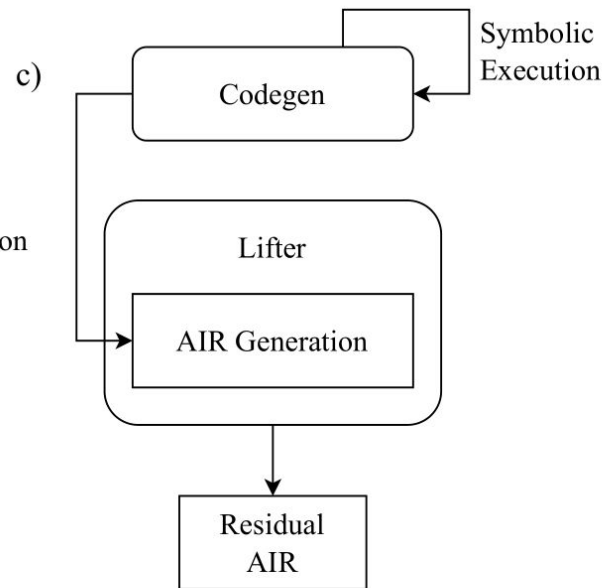 Symbolic
Execution
c)
Codegen
on
Lifter
AIR Generation
Residual
AIR